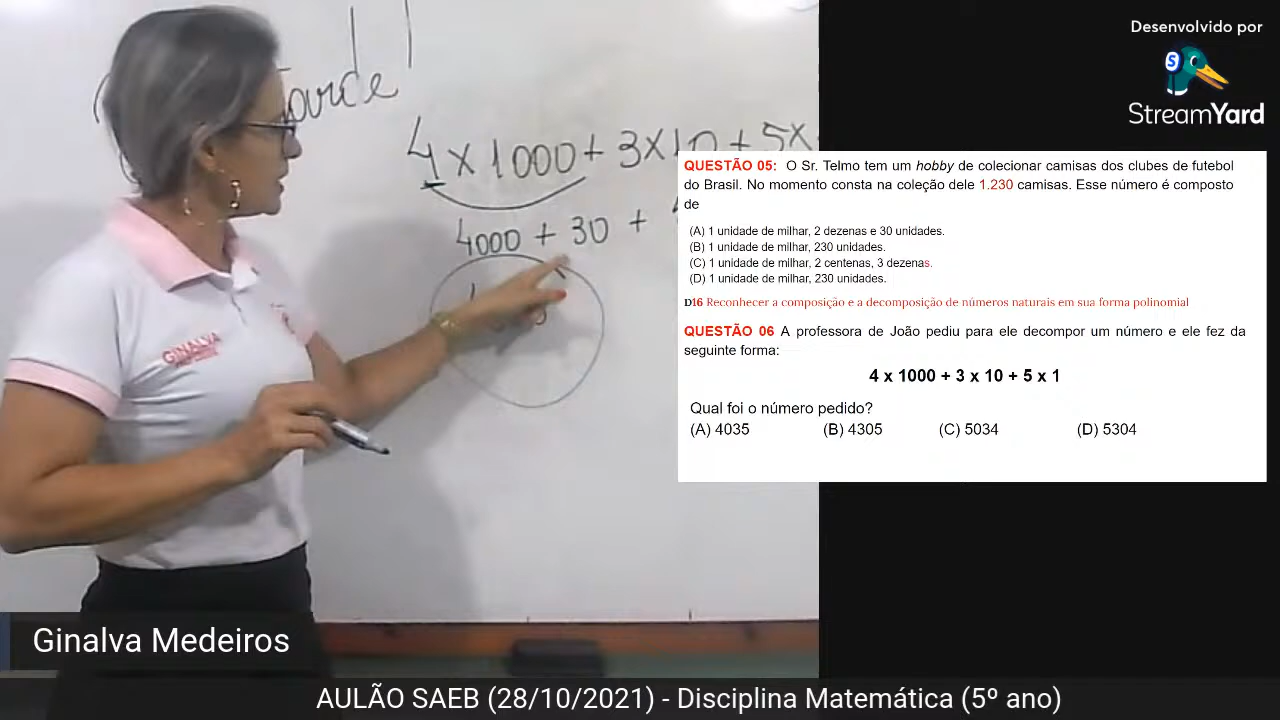 Tarde!
4 x 1000 + 3 x 10 + 5 x
4000 + 30 +
GINALVA
Desenvolvido por
StreamYard
QUESTÃO 05: O Sr. Telmo tem um hobby de colecionar camisas dos clubes de futebol
do Brasil. No momento consta na coleção dele 1.230 camisas. Esse número é composto
de
(A) 1 unidade de milhar, 2 dezenas e 30 unidades.
(B) 1 unidade de milhar, 230 unidades.
(C) 1 unidade de milhar, 2 centenas, 3 dezenas.
(D) 1 unidade de milhar, 230 unidades.
D16 Reconhecer a composição e a decomposição de números naturais em sua forma polinomial
QUESTÃO 06 A professora de João pediu para ele decompor um número e ele fez da
seguinte forma:
4 x 1000 + 3 x 10 + 5 x 1
Qual foi o número pedido?
(A) 4035 (B) 4305 (C) 5034 (D) 5304
Ginalva Medeiros
AULÃO SAEB (28/10/2021) - Disciplina Matemática (5º ano)